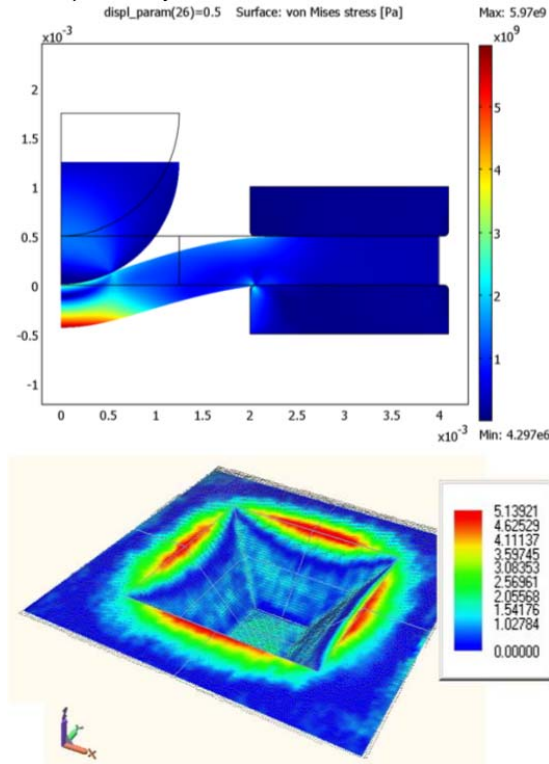 displ_param(26)=0.5 Surface: von Mises stress [Pa] Max: 5.97e9
x10⁻³
x10⁹
2
1.5
1
0.5
0
-0.5
-1
5
4
3
2
1
0 0.5 1 1.5 2 2.5 3 3.5 4
x10⁻³
Min: 4.297e6
5.13921
4.62529
4.11137
3.59745
3.08353
2.56961
2.05568
1.54176
1.02784
0.00000
Z
Y
X